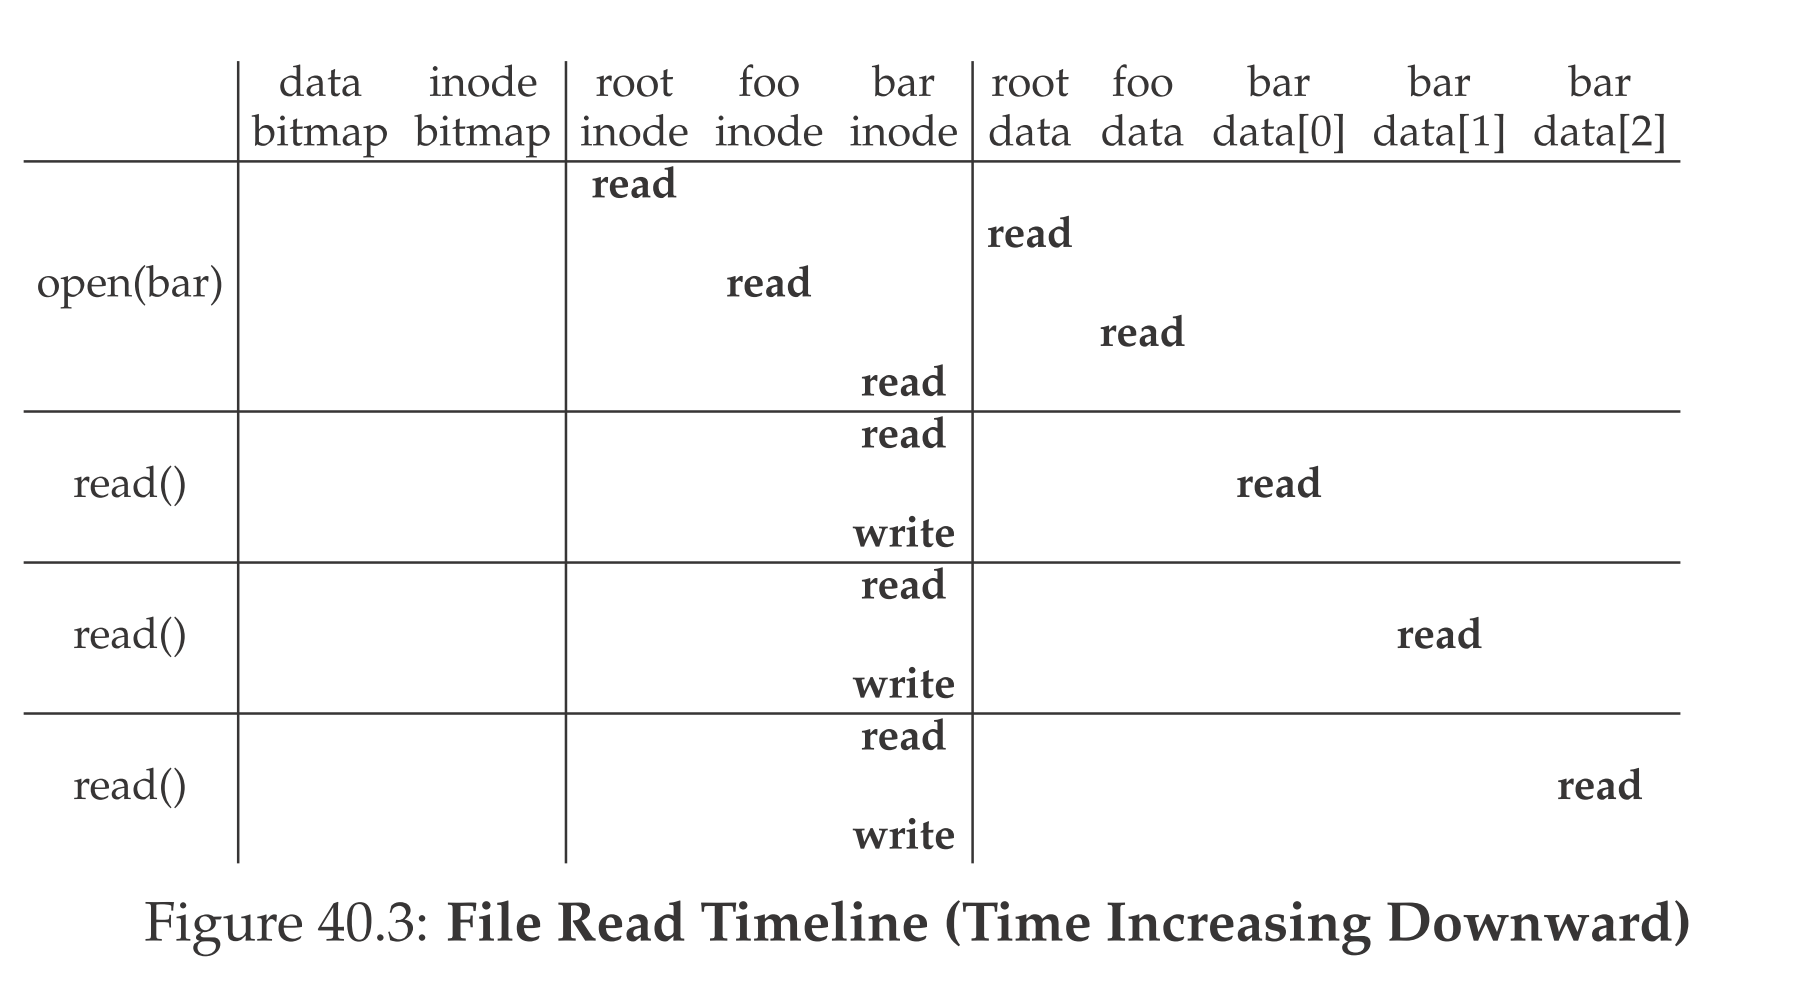 data inode root foo bar root foo bar bar bar
bitmap bitmap inode inode inode data data data[0] data[1] data[2]
read
read
open(bar) read
read
read
read
read() read
write
read
read() read
write
read
read() read
write
Figure 40.3: File Read Timeline (Time Increasing Downward)